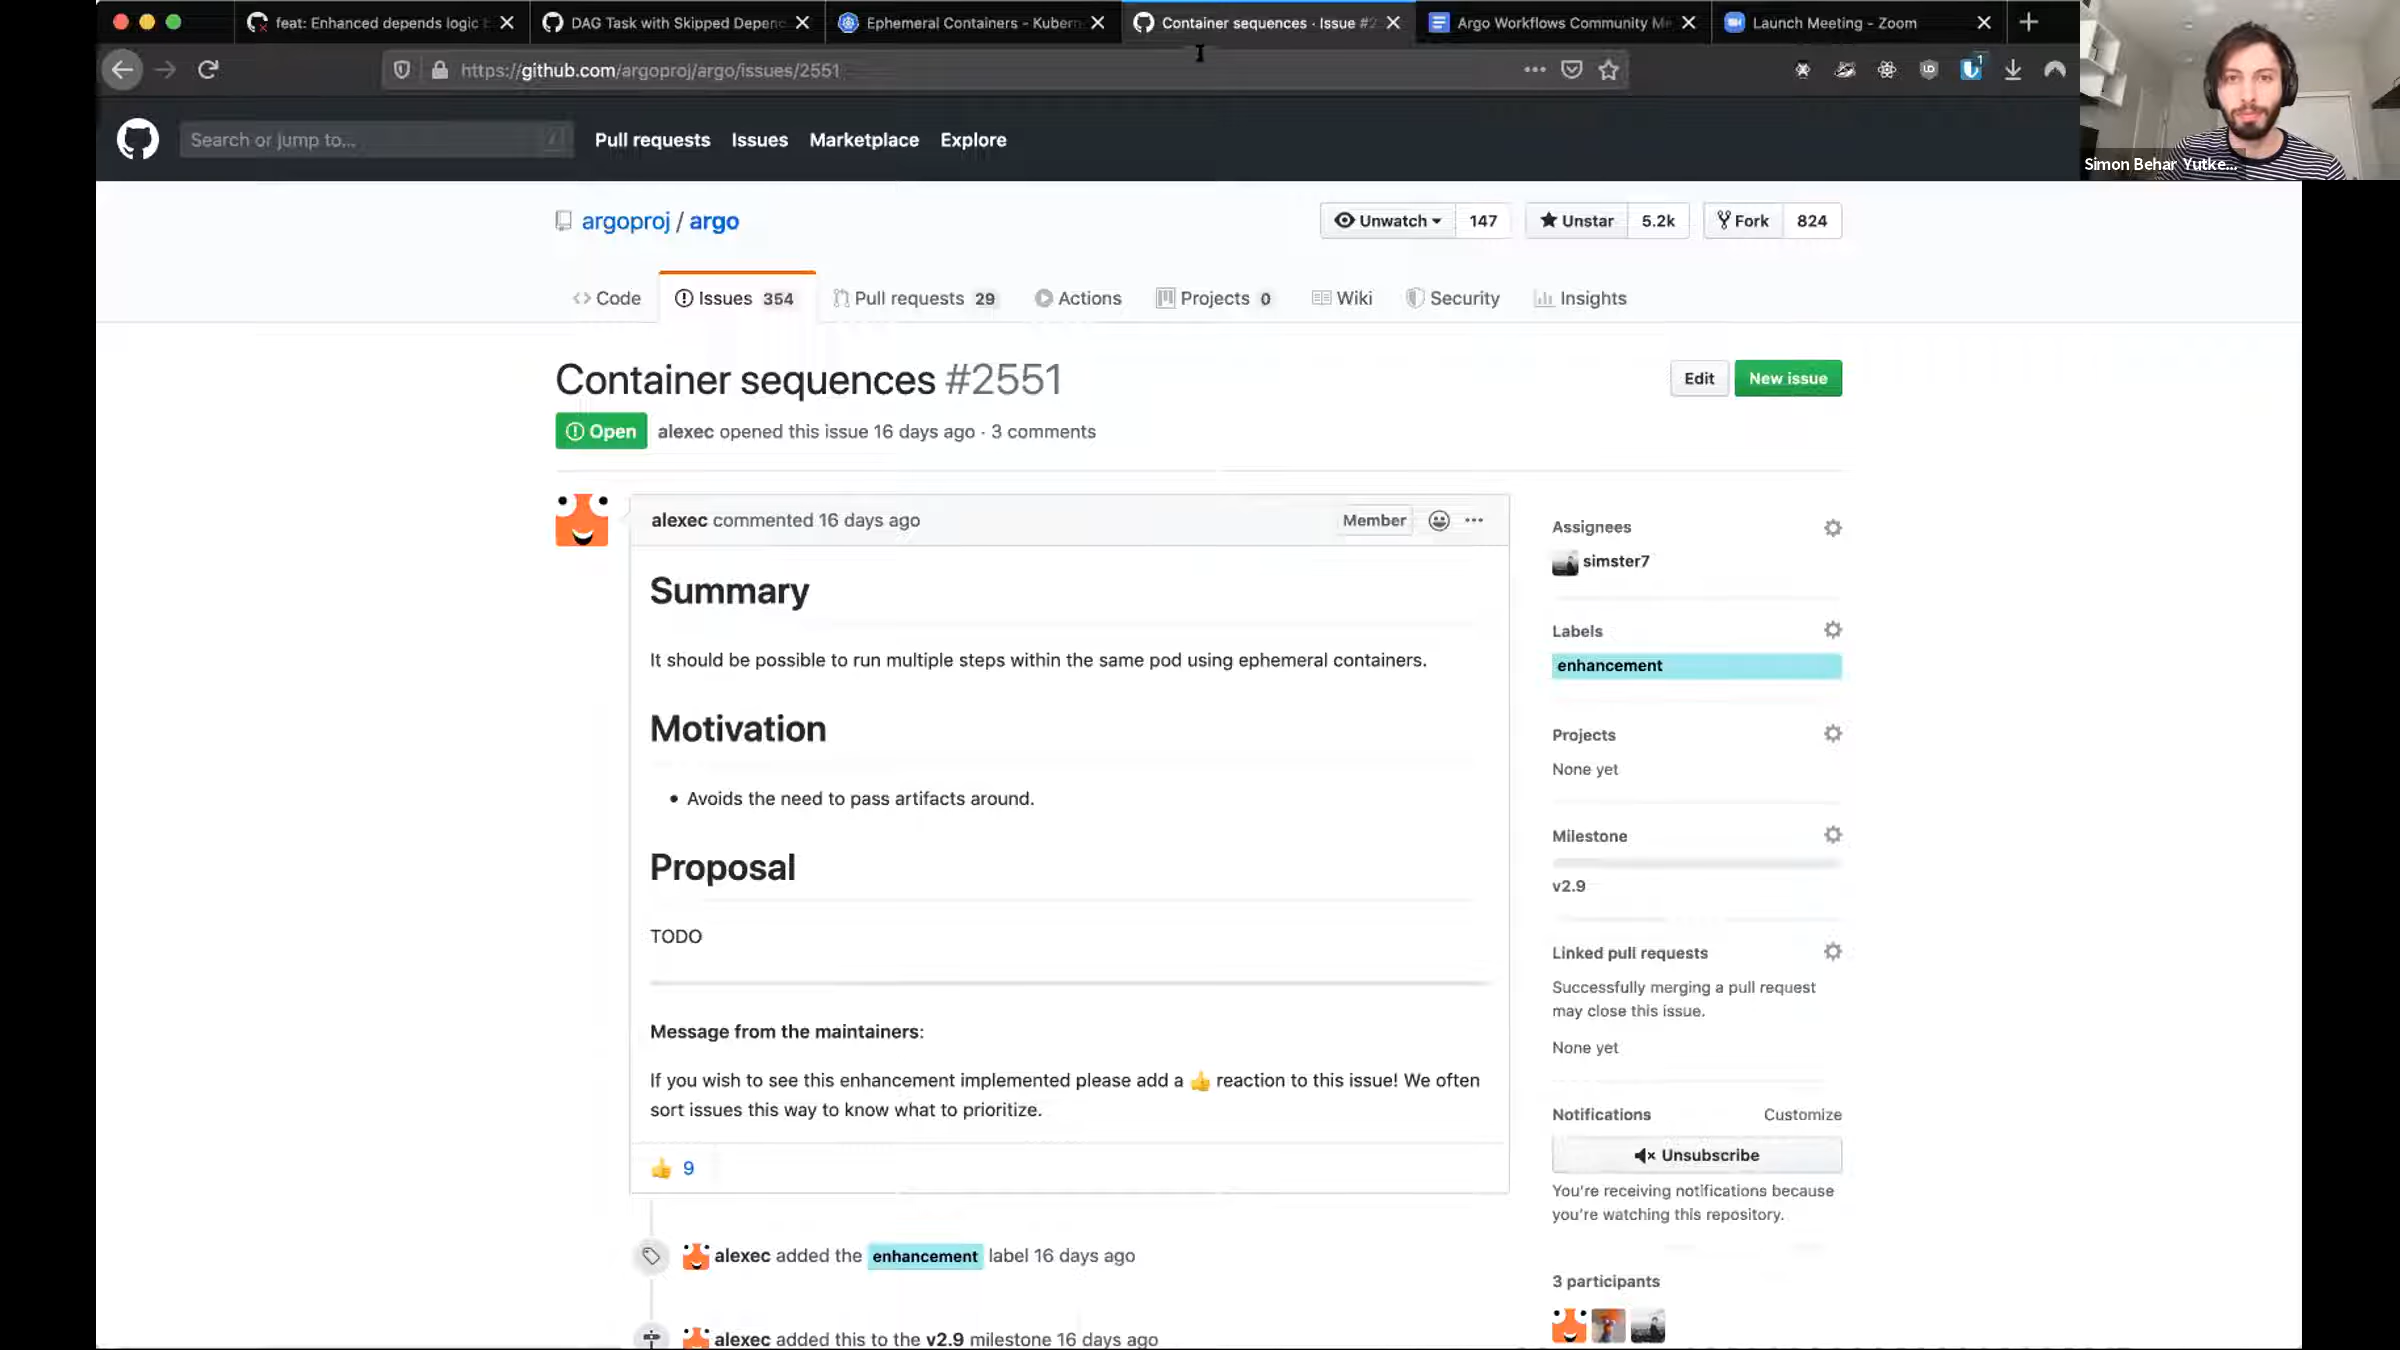 feat: Enhanced depends logic
DAG Task with Skipped Depen
Ephemeral Containers - Kubern
Container sequences · Issue #2
Argo Workflows Community Me
Launch Meeting - Zoom
https://github.com/argoproj/argo/issues/2551
1
Simon Behar Yutke...
Search or jump to...
/
Pull requests
Issues
Marketplace
Explore
argoproj / argo
Unwatch 147
Unstar 5.2k
Fork 824
Code
Issues 354
Pull requests 29
Actions
Projects 0
Wiki
Security
Insights
Container sequences #2551
Edit
New issue
Open
alexec opened this issue 16 days ago · 3 comments
alexec commented 16 days ago
Member
Summary
It should be possible to run multiple steps within the same pod using ephemeral containers.
Motivation
• Avoids the need to pass artifacts around.
Proposal
TODO
Message from the maintainers:
If you wish to see this enhancement implemented please add a 👍 reaction to this issue! We often
sort issues this way to know what to prioritize.
👍 9
alexec added the enhancement label 16 days ago
alexec added this to the v2.9 milestone 16 days ago
Assignees
simster7
Labels
enhancement
Projects
None yet
Milestone
v2.9
Linked pull requests
Successfully merging a pull request
may close this issue.
None yet
Notifications
Customize
Unsubscribe
You're receiving notifications because
you're watching this repository.
3 participants